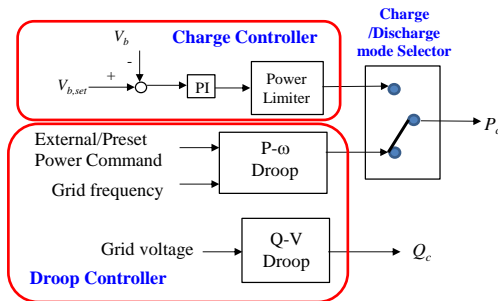 V_b
-
Charge Controller
Charge
/Discharge
mode Selector
V_b,set
+
PI
Power
Limiter
External/Preset
Power Command
P-ω
Droop
Grid frequency
P_c
Grid voltage
Q-V
Droop
Q_c
Droop Controller